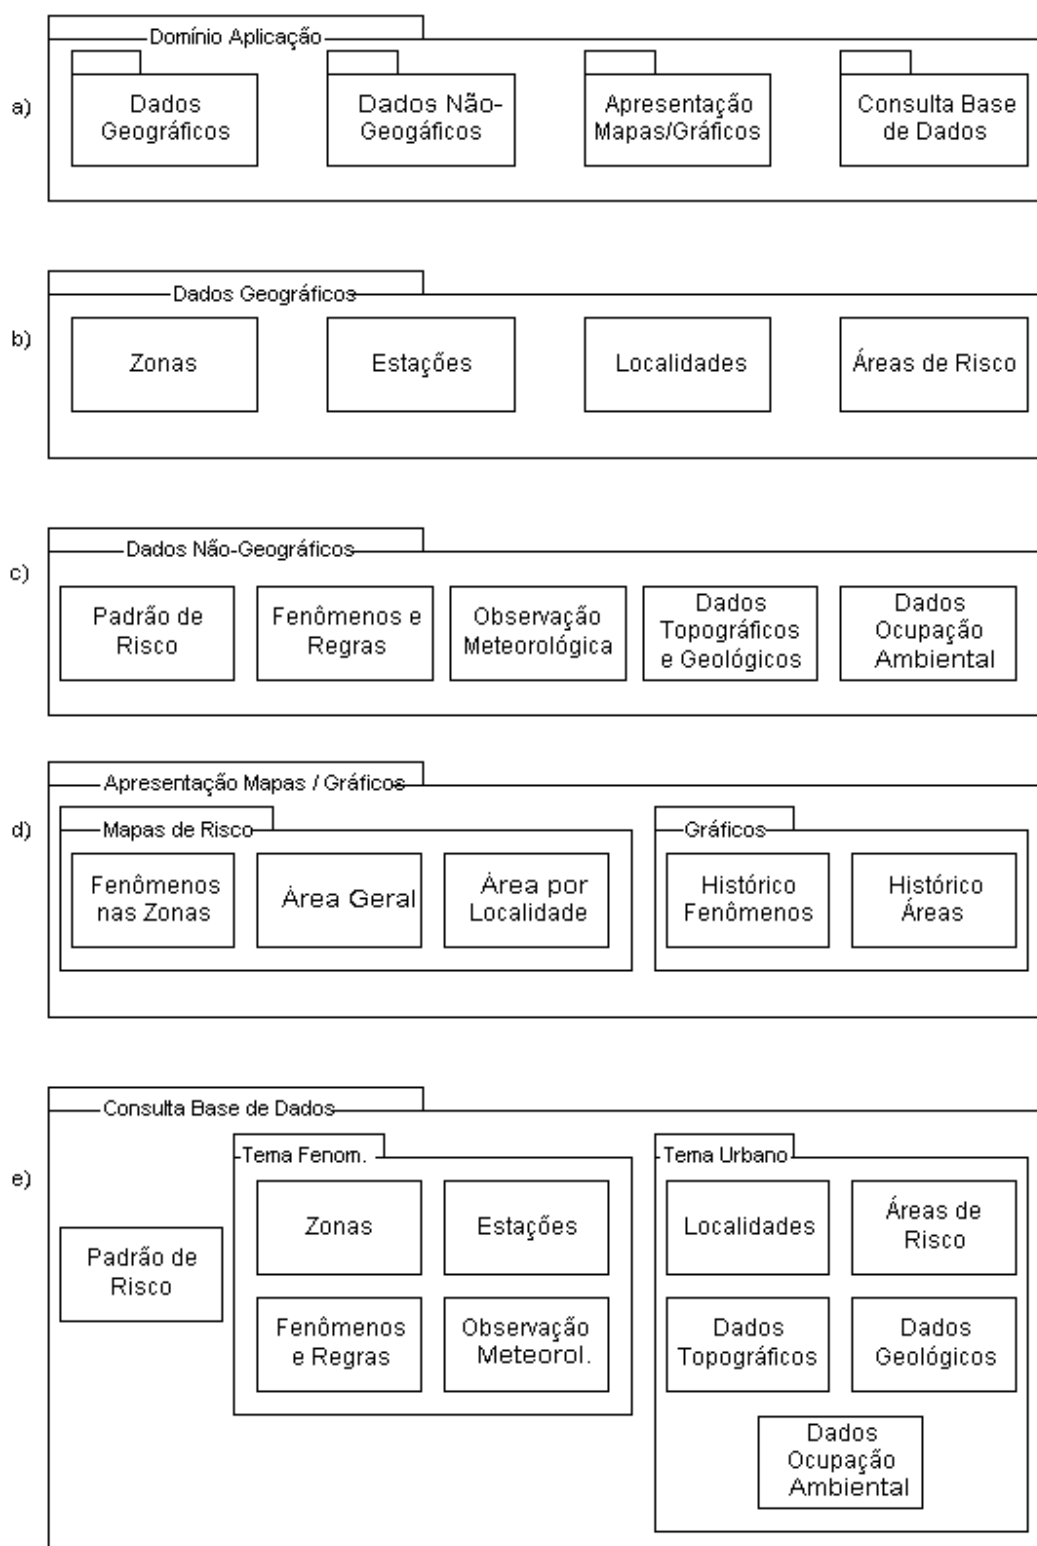 Domínio Aplicação
a)
Dados
Geográficos
Dados Não-
Geogáficos
Apresentação
Mapas/Gráficos
Consulta Base
de Dados
Dados Geográficos
b)
Zonas
Estações
Localidades
Áreas de Risco
Dados Não-Geográficos
c)
Padrão de
Risco
Fenômenos e
Regras
Observação
Meteorológica
Dados
Topográficos
e Geológicos
Dados
Ocupação
Ambiental
Apresentação Mapas / Gráficos
d)
Mapas de Risco
Fenômenos
nas Zonas
Área Geral
Área por
Localidade
Gráficos
Histórico
Fenômenos
Histórico
Áreas
Consulta Base de Dados
e)
Padrão de
Risco
Tema Fenom.
Zonas
Estações
Fenômenos
e Regras
Observação
Meteorol.
Tema Urbano
Localidades
Áreas de
Risco
Dados
Topográficos
Dados
Geológicos
Dados
Ocupação
Ambiental